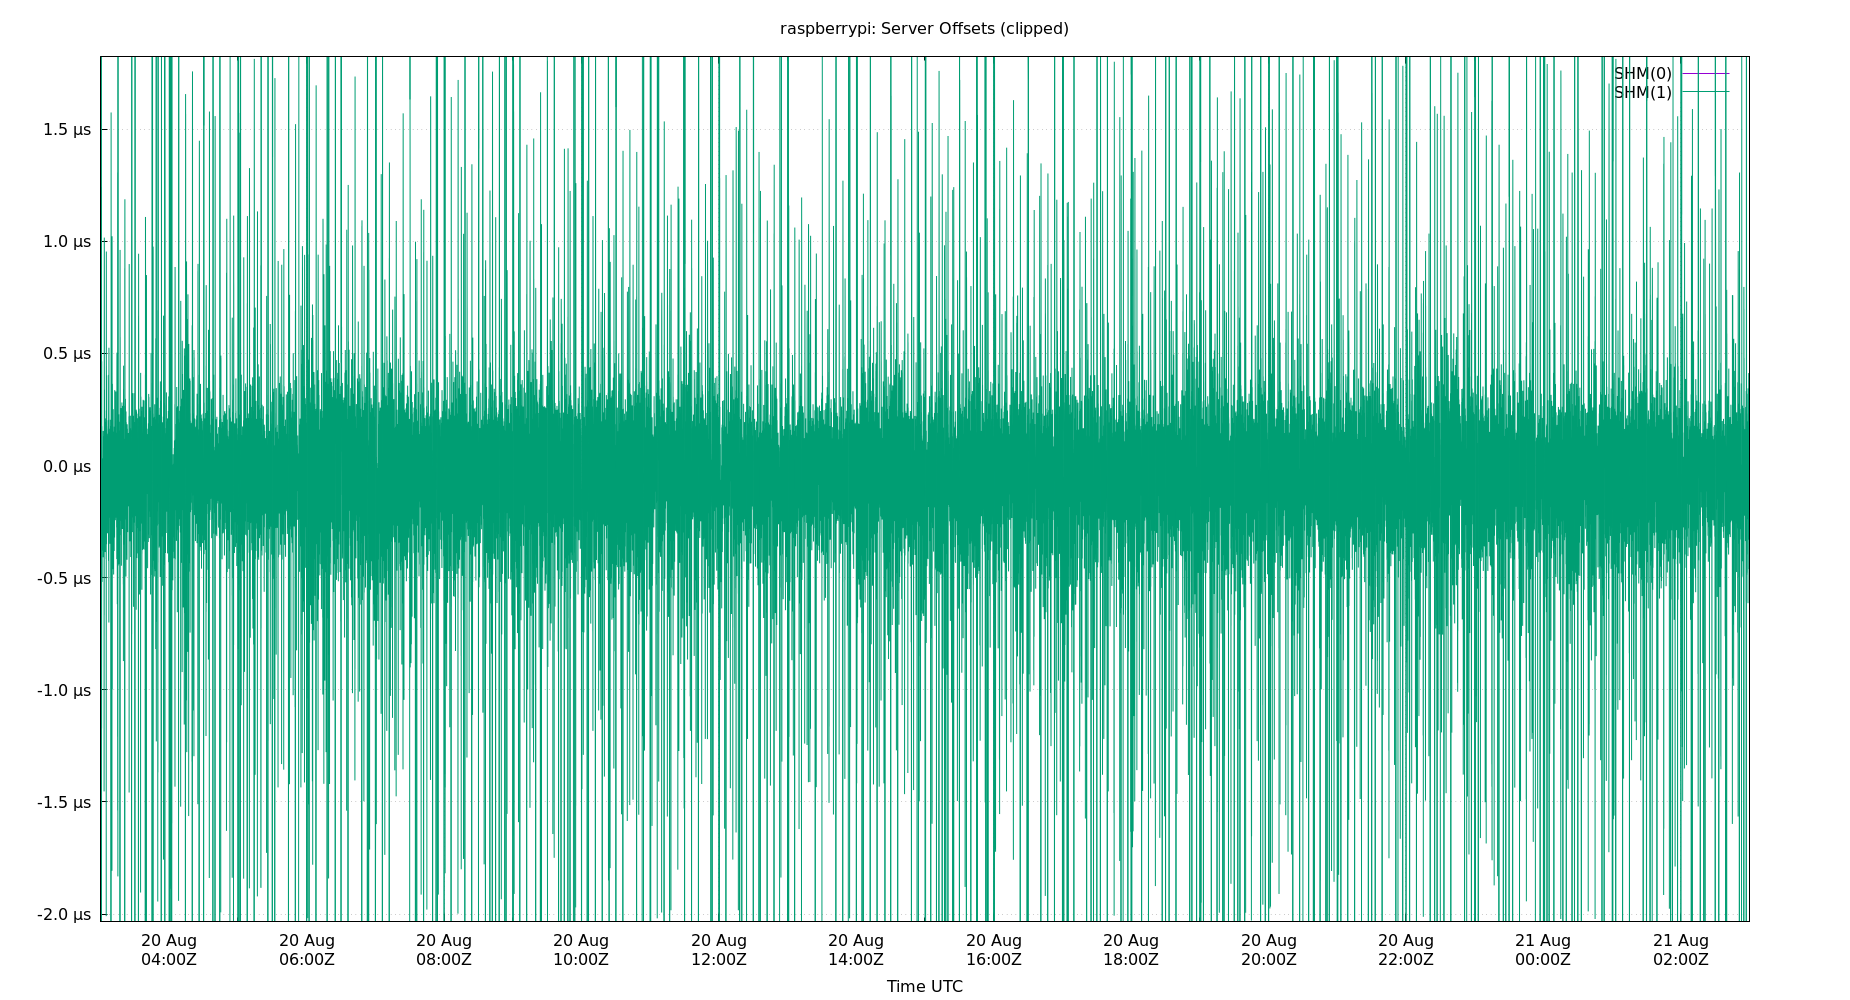 raspberrypi: Server Offsets (clipped)
SHM(0)
SHM(1)
1.5 µs
1.0 µs
0.5 µs
0.0 µs
-0.5 µs
-1.0 µs
-1.5 µs
-2.0 µs
20 Aug 20 Aug 20 Aug 20 Aug 20 Aug 20 Aug 20 Aug 20 Aug 20 Aug 20 Aug 21 Aug 21 Aug
04:00Z 06:00Z 08:00Z 10:00Z 12:00Z 14:00Z 16:00Z 18:00Z 20:00Z 22:00Z 00:00Z 02:00Z
Time UTC